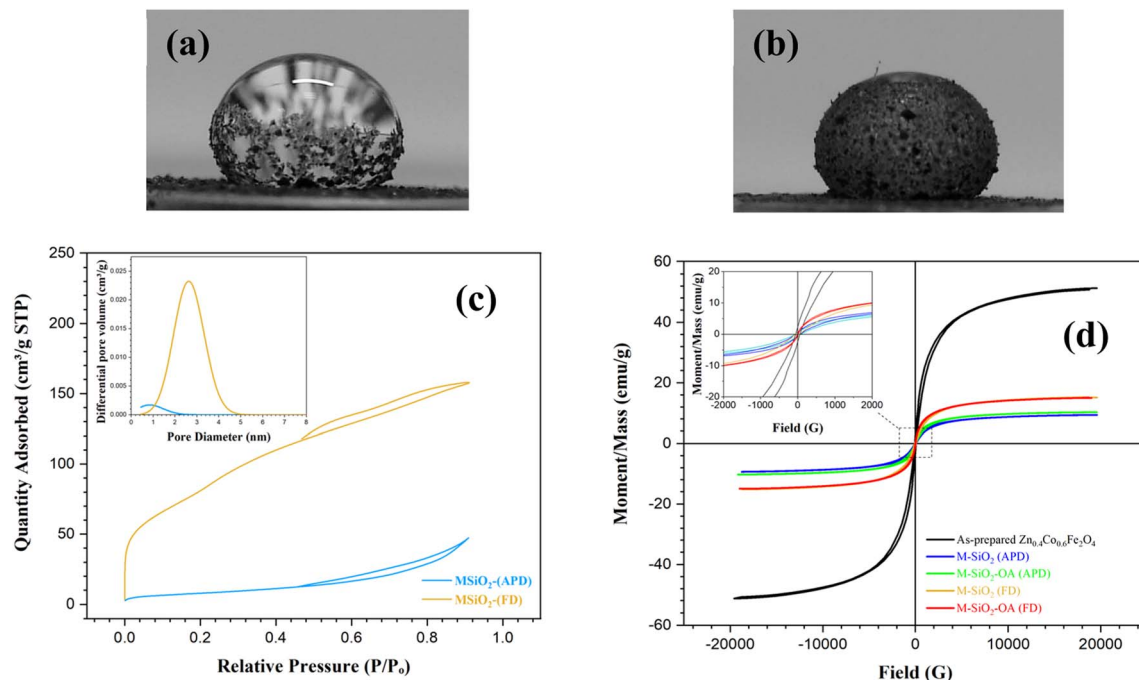 (a)
(b)
(c)
Quantity Adsorbed (cm³/g STP)
250
200
150
100
50
0
0.0 0.2 0.4 0.6 0.8 1.0
Relative Pressure (P/Pₒ)
Differential pore volume (cm³/g)
0.025
0.020
0.015
0.010
0.005
0.000
0 1 2 3 4 5 6 7 8
Pore Diameter (nm)
MSiO₂-(APD)
MSiO₂-(FD)
(d)
Moment/Mass (emu/g)
60
40
20
0
-20
-40
-60
-20000 -10000 0 10000 20000
Field (G)
Moment/Mass (emu/g)
20
10
0
-10
-20
-2000 -1000 0 1000 2000
Field (G)
As-prepared Zn₀.₄Co₀.₆Fe₂O₄
M-SiO₂ (APD)
M-SiO₂-OA (APD)
M-SiO₂ (FD)
M-SiO₂-OA (FD)